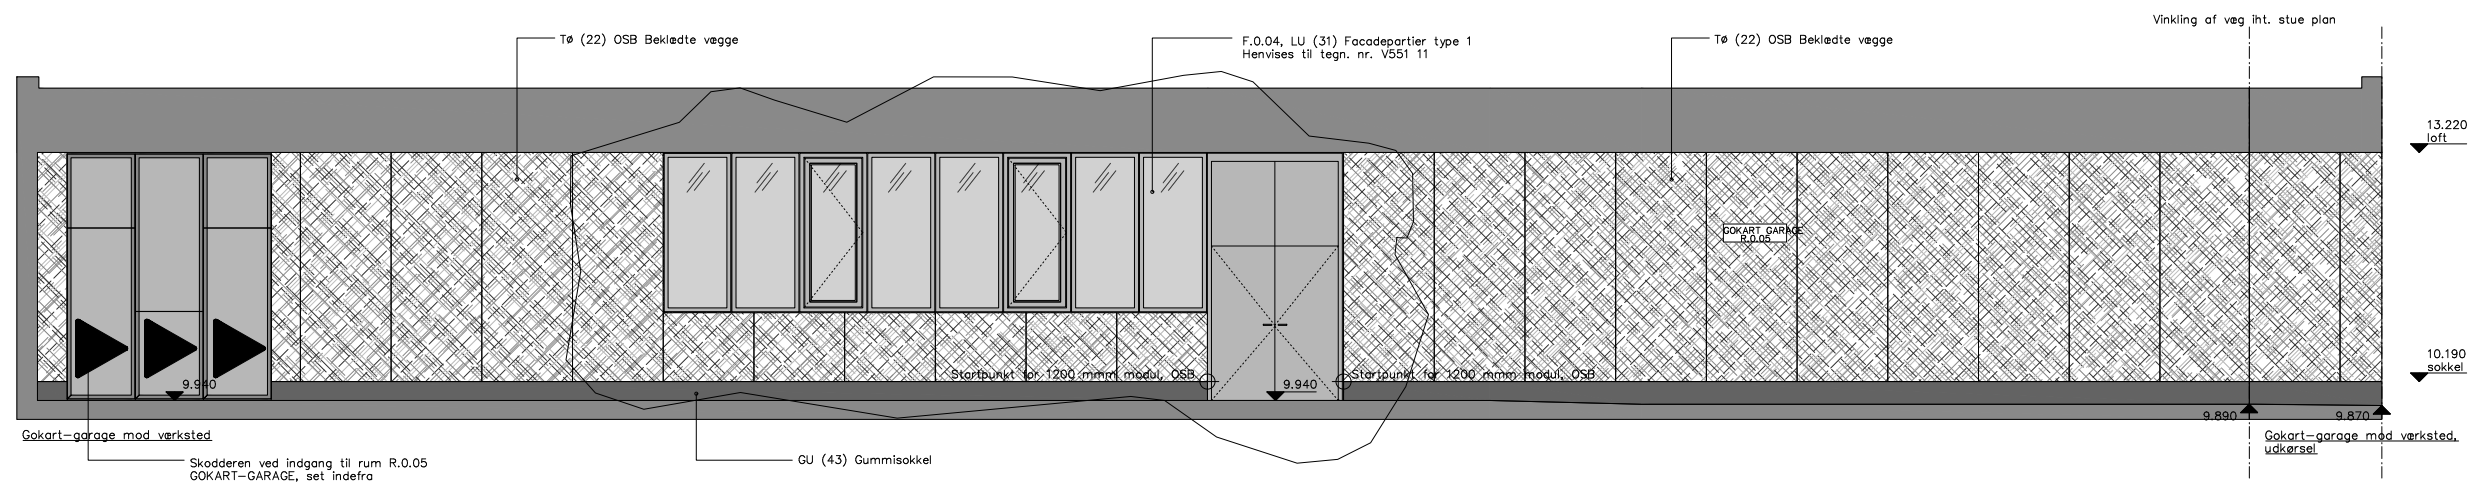 Vinkling af væg iht. stue plan
TØ (22) OSB Beklædte vægge
F.0.04, LU (31) Facadepartier type 1
Henvises til tegn. nr. V551 11
TØ (22) OSB Beklædte vægge
13.220
loft
GOKART GARAGE
R.0.05
10.190
sokkel
9.940
Startpunkt for 1200 mmm modul, OSB
9.940
Startpunkt for 1200 mmm modul, OSB
9.890
9.870
Gokart-garage mod værksted
Gokart-garage mod værksted,
udkørsel
Skodderen ved indgang til rum R.0.05
GOKART-GARAGE, set indefra
GU (43) Gummisokkel